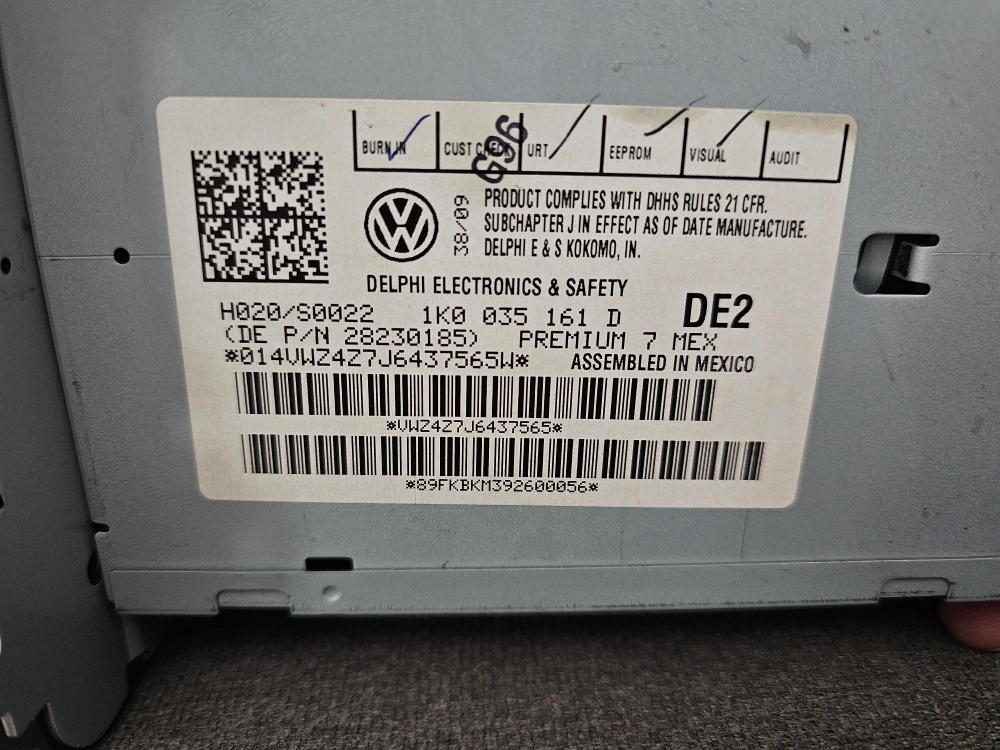 BURN IN CUST CHECK URT EEPROM VISUAL AUDIT
G96
38/09
PRODUCT COMPLIES WITH DHHS RULES 21 CFR.
SUBCHAPTER J IN EFFECT AS OF DATE MANUFACTURE.
DELPHI E & S KOKOMO, IN.
DELPHI ELECTRONICS & SAFETY
H020/S0022 1K0 035 161 D DE2
(DE P/N 28230185) PREMIUM 7 MEX
*014VWZ4Z7J6437565W* ASSEMBLED IN MEXICO
*VWZ4Z7J6437565*
*89FKBKM392600056*